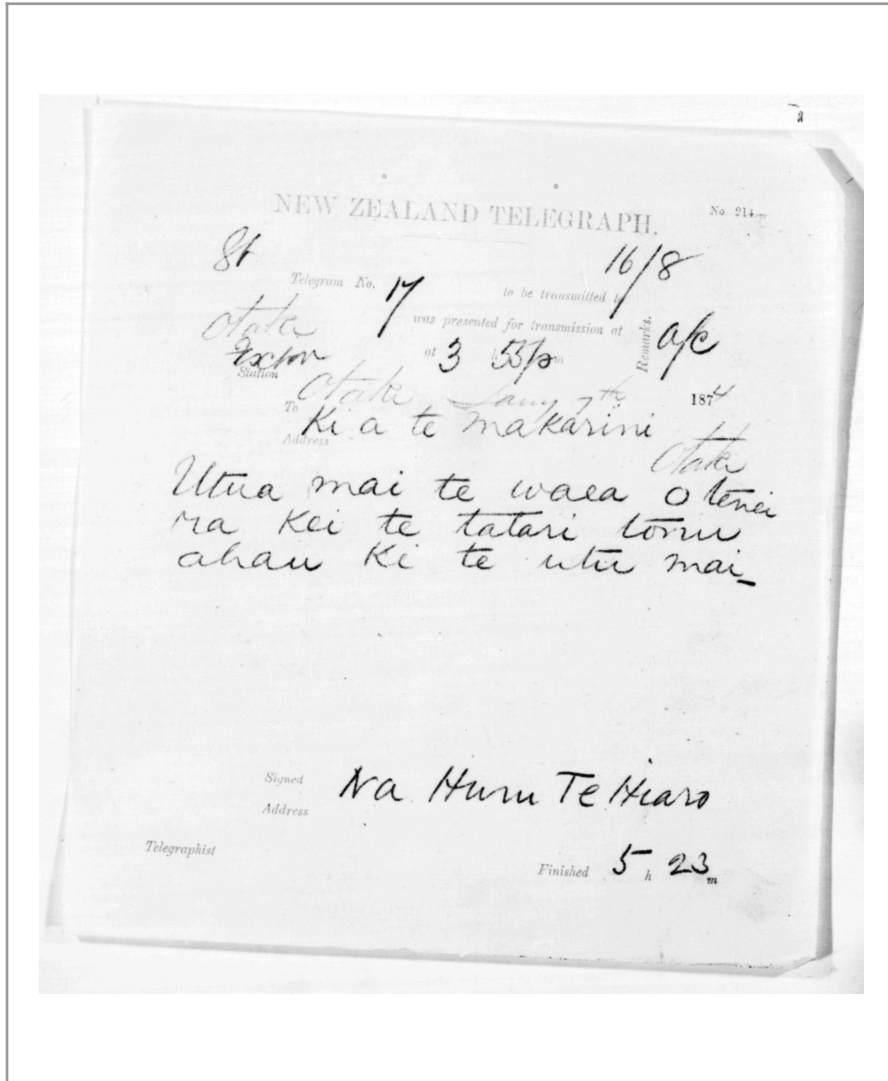 NEW ZEALAND TELEGRAPH.
No. 214
16/8
Telegram No. 17 to be transmitted to
Otaki was presented for transmission at
Remarks. a/c
Station at 3 h 55/p m
Otaki Jany 7th 1874
To Ki a te makarini
Address Otaki
Utua mai te waea o tenei
ra kei te tatari tonu
ahau ki te utu mai
Signed Na Huru Te Hiaro
Address
Telegraphist
Finished 5 h 23 m